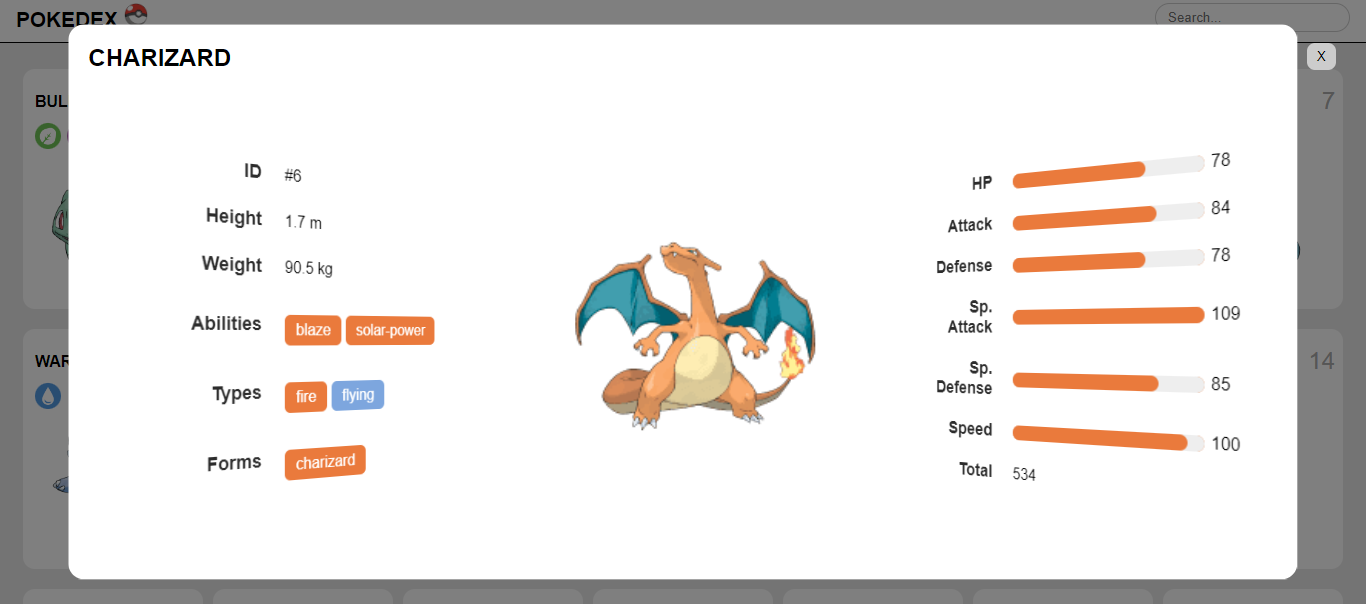 POKEDEX
Search...
CHARIZARD
X
7
14
ID #6
Height 1.7 m
Weight 90.5 kg
Abilities blaze solar-power
Types fire flying
Forms charizard
HP 78
Attack 84
Defense 78
Sp.
Attack 109
Sp.
Defense 85
Speed 100
Total 534
BUL
WAR